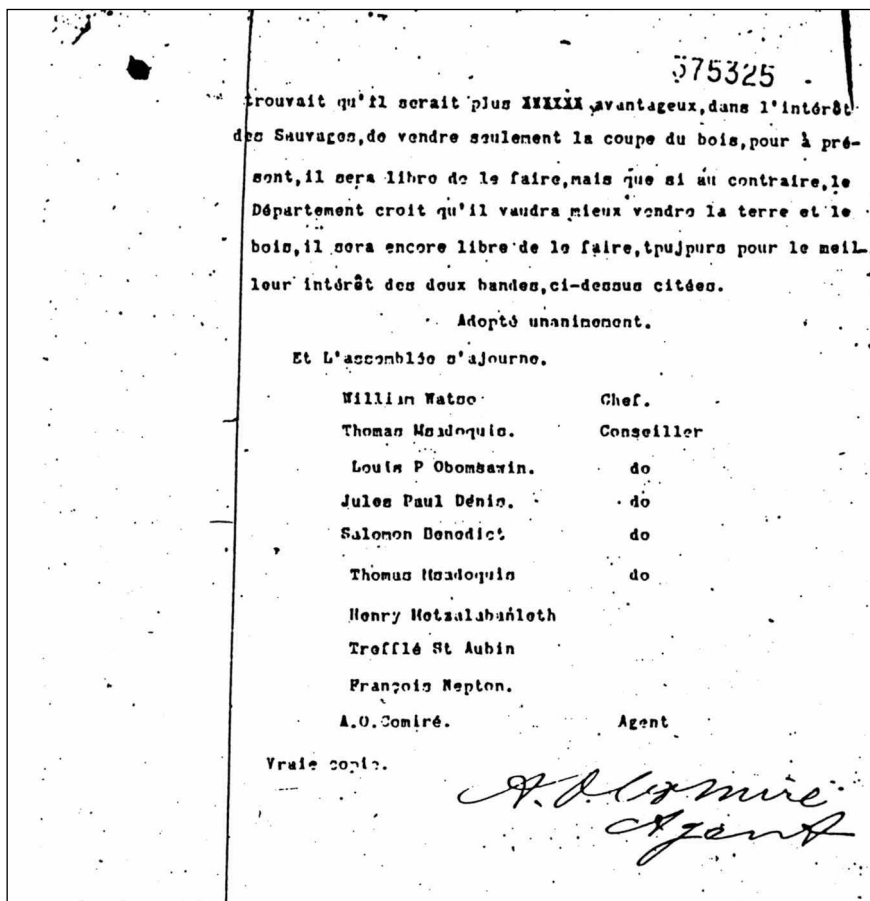 575325
trouvait qu'il serait plus XXXXXX avantageux,dans l'intérêt
des Sauvages,de vendre seulement la coupe du bois,pour à pré-
sent,il sera libre de le faire,mais que si au contraire,le
Département croit qu'il vaudra mieux vendre la terre et le
bois,il sera encore libre de le faire,tpujpurs pour le meil-
leur intérêt des deux bandes,ci-dessus citées.
Adopté unanimement.
Et L'assemblée s'ajourne.
William Watso Chef.
Thomas Msadoquis. Conseiller
Louis P Obomsawin. do
Jules Paul Dénis. do
Salomon Benedict do
Thomas Msadoquis do
Henry
Trefflé St Aubin
François Nepton.
A.O.Comiré. Agent
Vraie copie.
A.O. Comiré
Agent